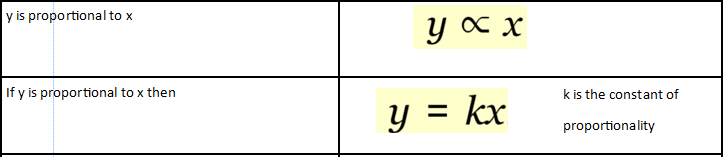 y is proportional to x
y ∝ x
If y is proportional to x then
y = kx
k is the constant of
proportionality